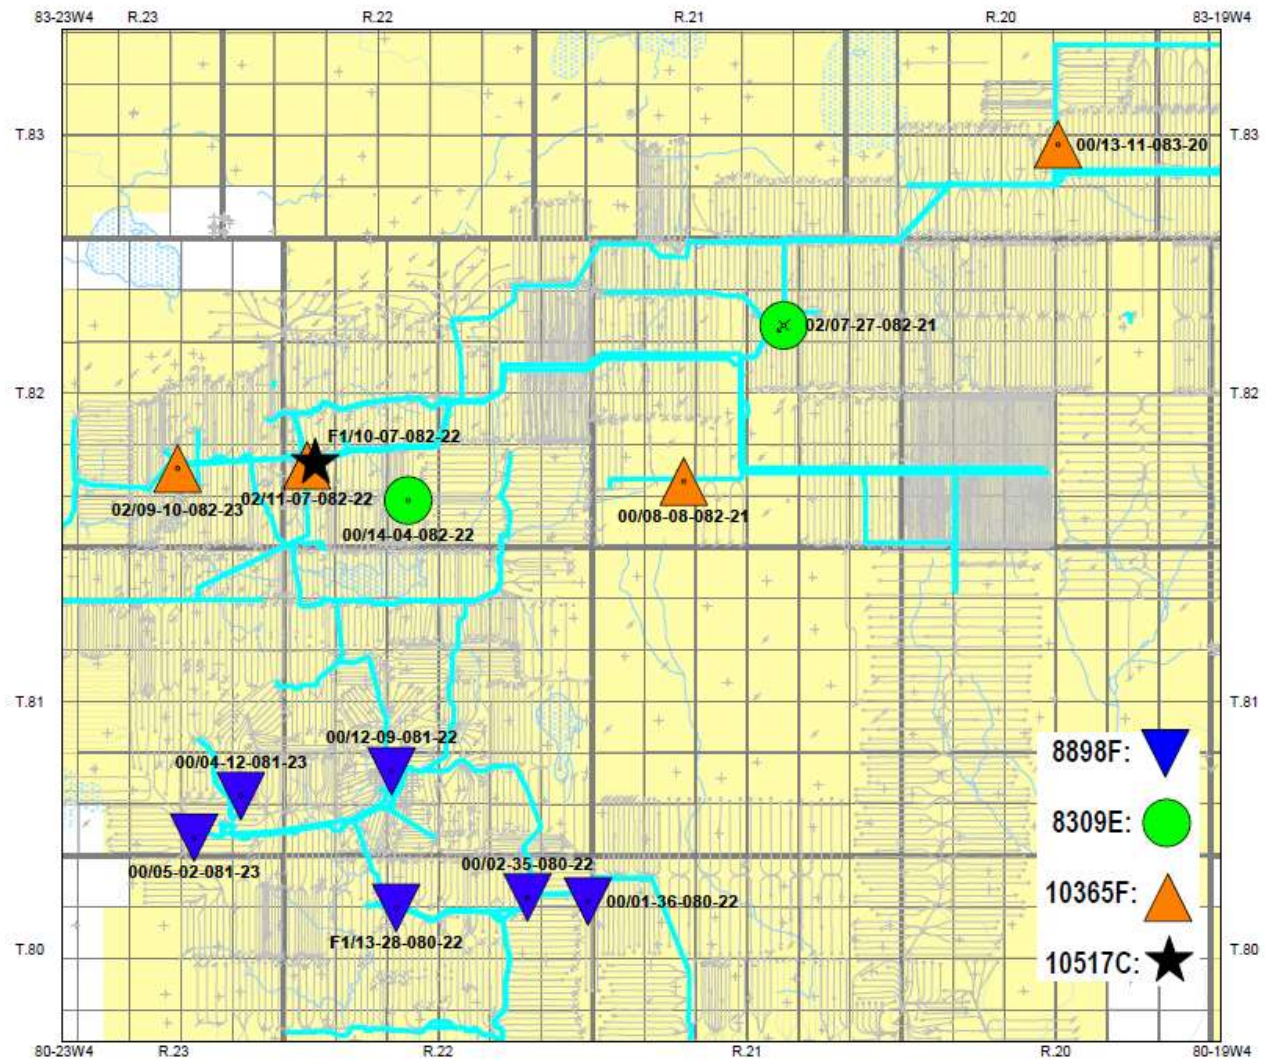 83-23W4 R.23 R.22 R.21 R.20 83-19W4
T.83 T.83
00/13-11-083-20
02/07-27-082-21
T.82 T.82
F1/10-07-082-22
02/11-07-082-22
02/09-10-082-23
00/08-08-082-21
00/14-04-082-22
T.81 T.81
00/12-09-081-22
8898F:
00/04-12-081-23
8309E:
00/02-35-080-22
00/05-02-081-23
10365F:
00/01-36-080-22
F1/13-28-080-22
T.80 T.80
10517C:
80-23W4 R.23 R.22 R.21 R.20 80-19W4